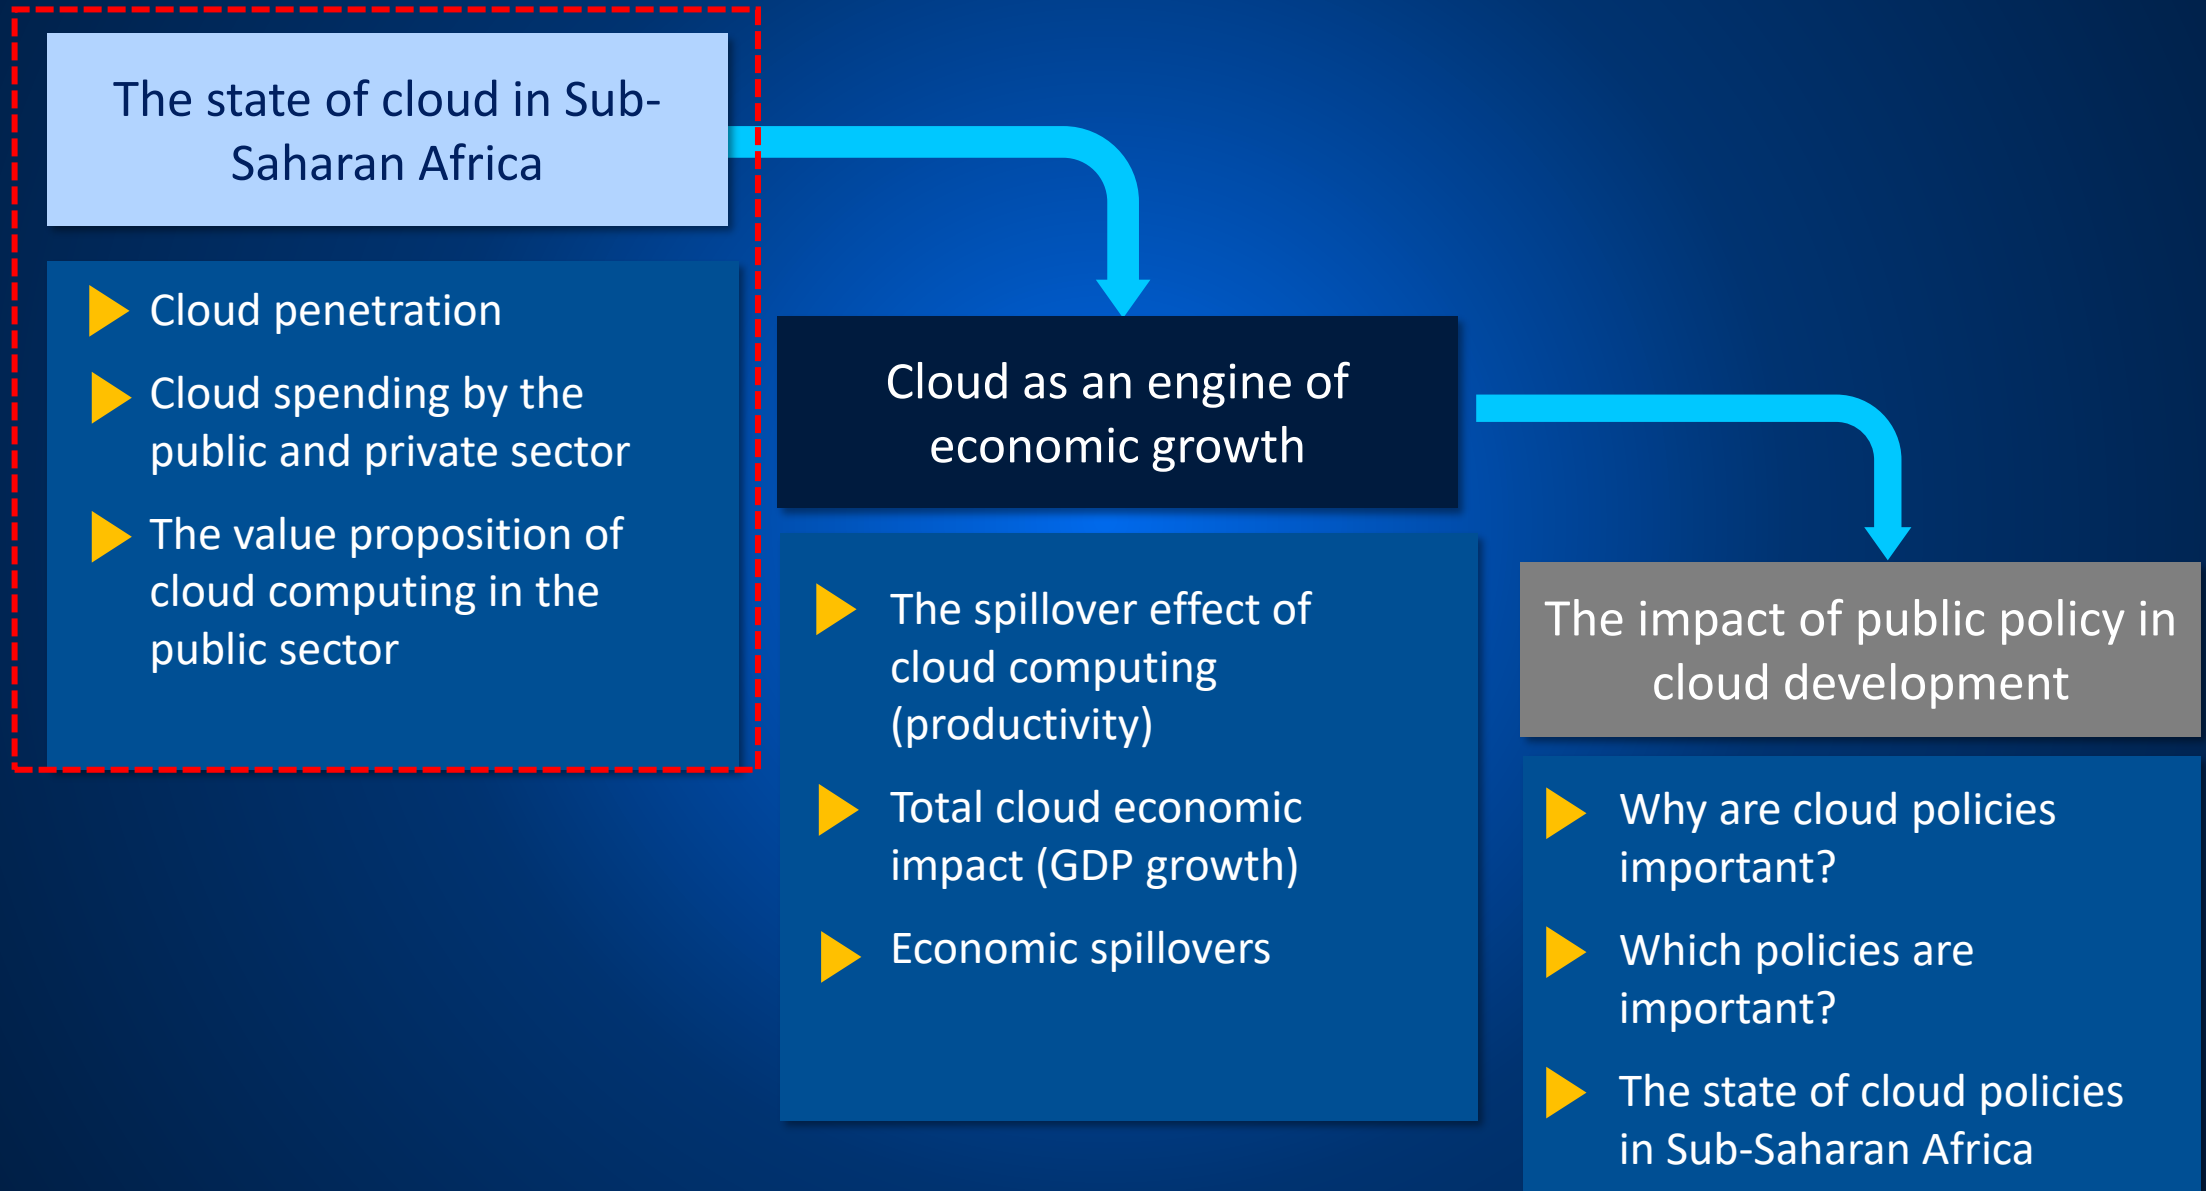 The state of cloud in Sub-
Saharan Africa
Cloud penetration
Cloud spending by the
public and private sector
The value proposition of
cloud computing in the
public sector
Cloud as an engine of
economic growth
The spillover effect of
cloud computing
(productivity)
Total cloud economic
impact (GDP growth)
Economic spillovers
The impact of public policy in
cloud development
Why are cloud policies
important?
Which policies are
important?
The state of cloud policies
in Sub-Saharan Africa